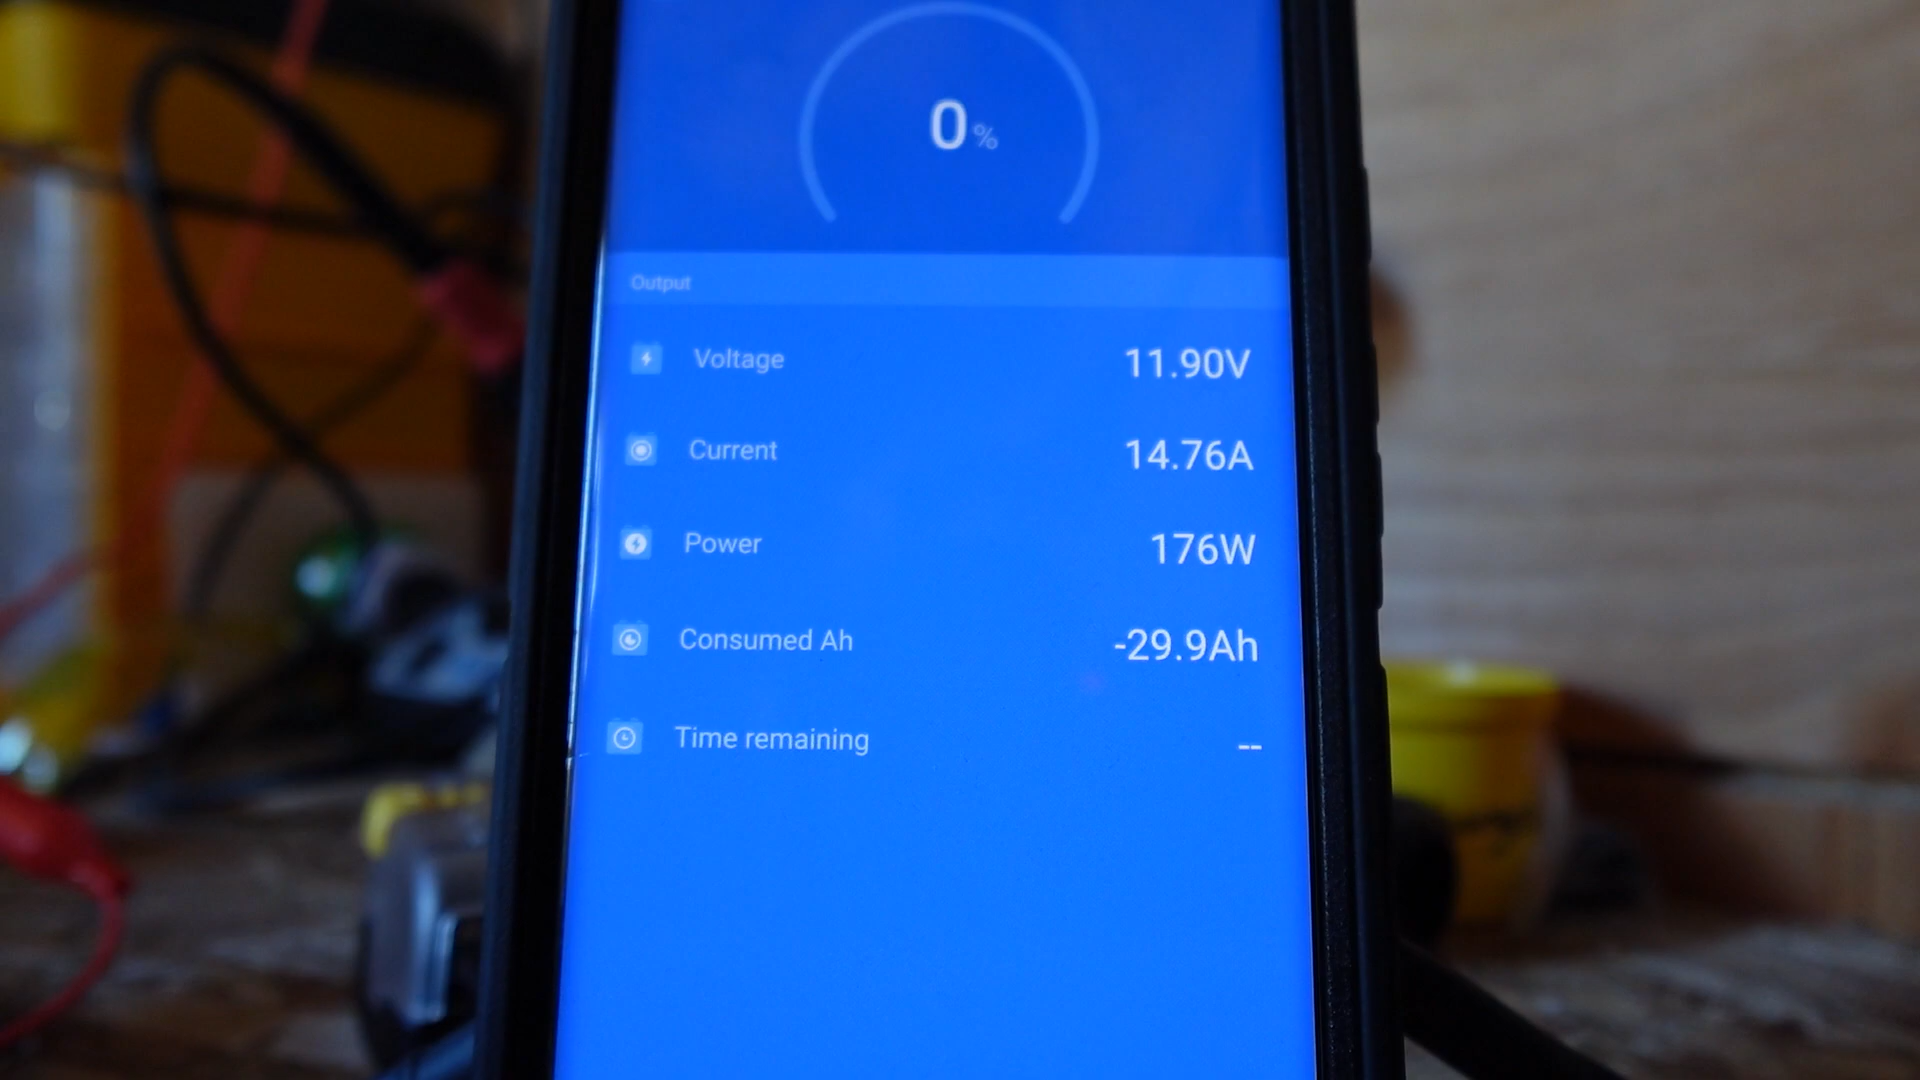 0%
Output
Voltage 11.90V
Current 14.76A
Power 176W
Consumed Ah -29.9Ah
Time remaining --